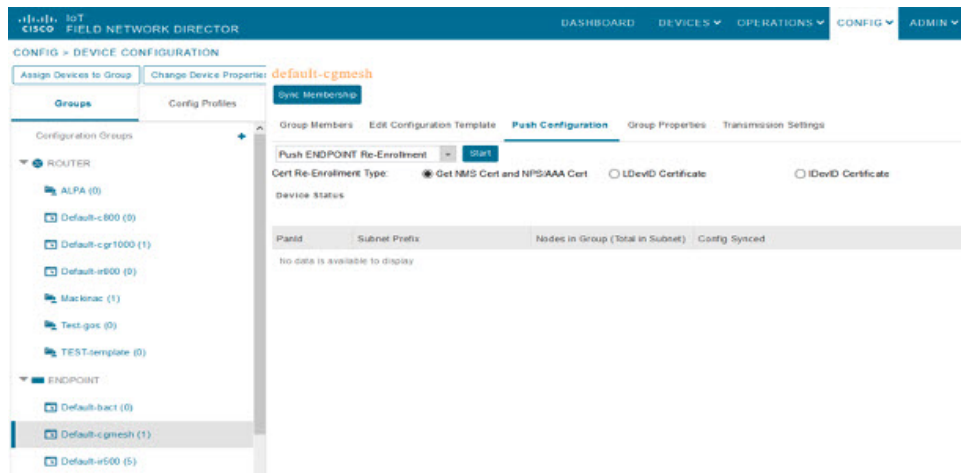 IoT
CISCO FIELD NETWORK DIRECTOR
DASHBOARD DEVICES OPERATIONS CONFIG ADMIN
CONFIG > DEVICE CONFIGURATION
Assign Devices to Group Change Device Properties
default-cgmesh
Sync Membership
Groups Config Profiles
Group Members Edit Configuration Template Push Configuration Group Properties Transmission Settings
Configuration Groups +
Push ENDPOINT Re-Enrollment Start
ROUTER
Cert Re-Enrollment Type: Get NMS Cert and NPS/AAA Cert LDevID Certificate IDevID Certificate
ALPA (0)
Device Status
Default-c800 (0)
PanId Subnet Prefix Nodes in Group (Total in Subnet) Config Synced
Default-cgr1000 (1)
No data is available to display
Default-ir800 (0)
Mackinac (1)
Test-gos (0)
TEST-template (0)
ENDPOINT
Default-bact (0)
Default-cgmesh (1)
Default-ir500 (5)